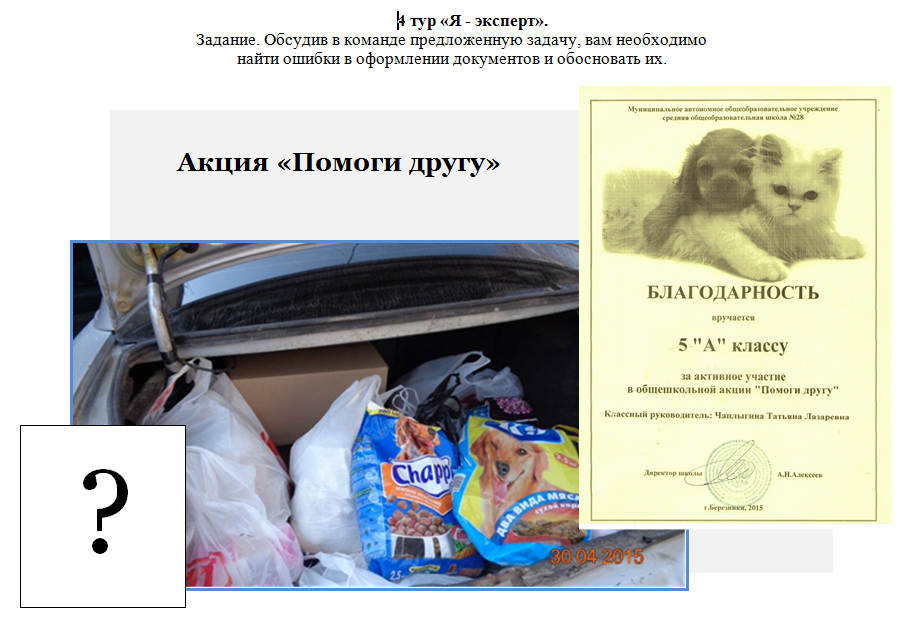 4 тур «Я - эксперт».
Задание. Обсудив в команде предложенную задачу, вам необходимо
найти ошибки в оформлении документов и обосновать их.
Акция «Помоги другу»
Муниципальное автономное общеобразовательное учреждение
средняя общеобразовательная школа №28
БЛАГОДАРНОСТЬ
вручается
5 "А" классу
за активное участие
в общешкольной акции "Помоги другу"
Классный руководитель: Чаплыгина Татьяна Лазаревна
Директор школы
А.Н.Алексеев
г.Березники, 2015
Chappi
2.5
ДВА ВИДА МЯСА
30 04 2015
?